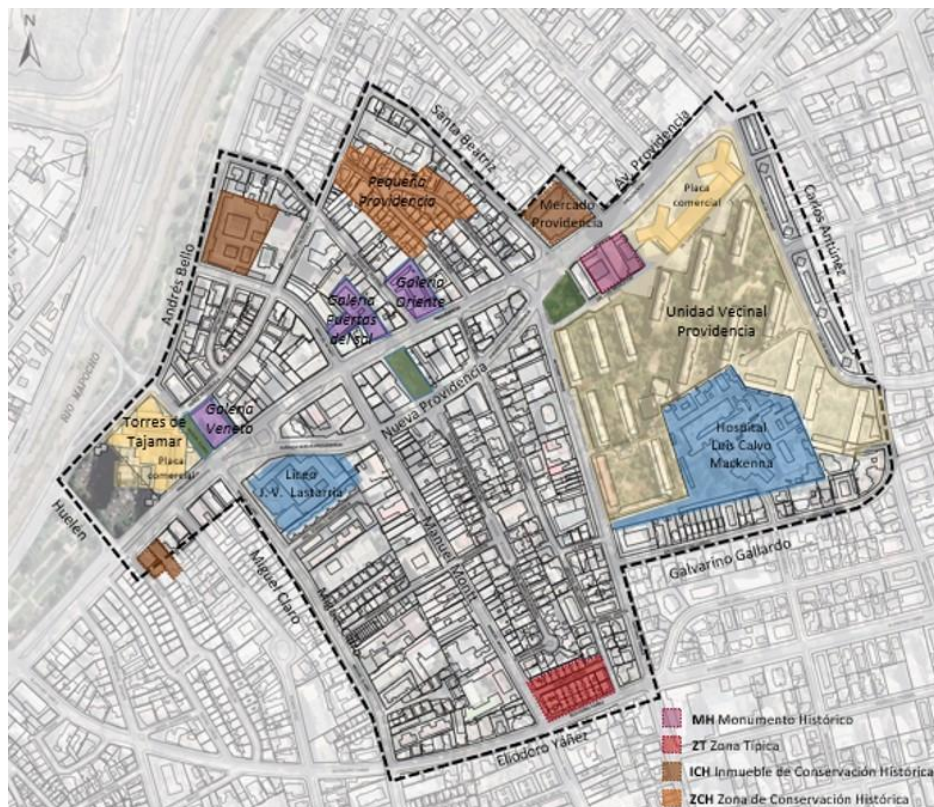 N
Santa Beatriz
Av. Providencia
Pequeña
Providencia
Mercado
Providencia
Placa
comercial
Carlos Antúnez
Andrés Bello
Galería
Oriente
Galería
Puertas
del sol
Unidad Vecinal
Providencia
RIO MAPOCHO
Nueva Providencia
Galería
Veneto
Torres de
Tajamar
Placa
comercial
Hospital
Luis Calvo
Mackenna
Liceo
J.V. Lastarria
Huelén
Miguel Claro
Manuel Montt
Galvarino Gallardo
Eliodoro Yáñez
MH Monumento Histórico
ZT Zona Típica
ICH Inmueble de Conservación Histórica
ZCH Zona de Conservación Histórica